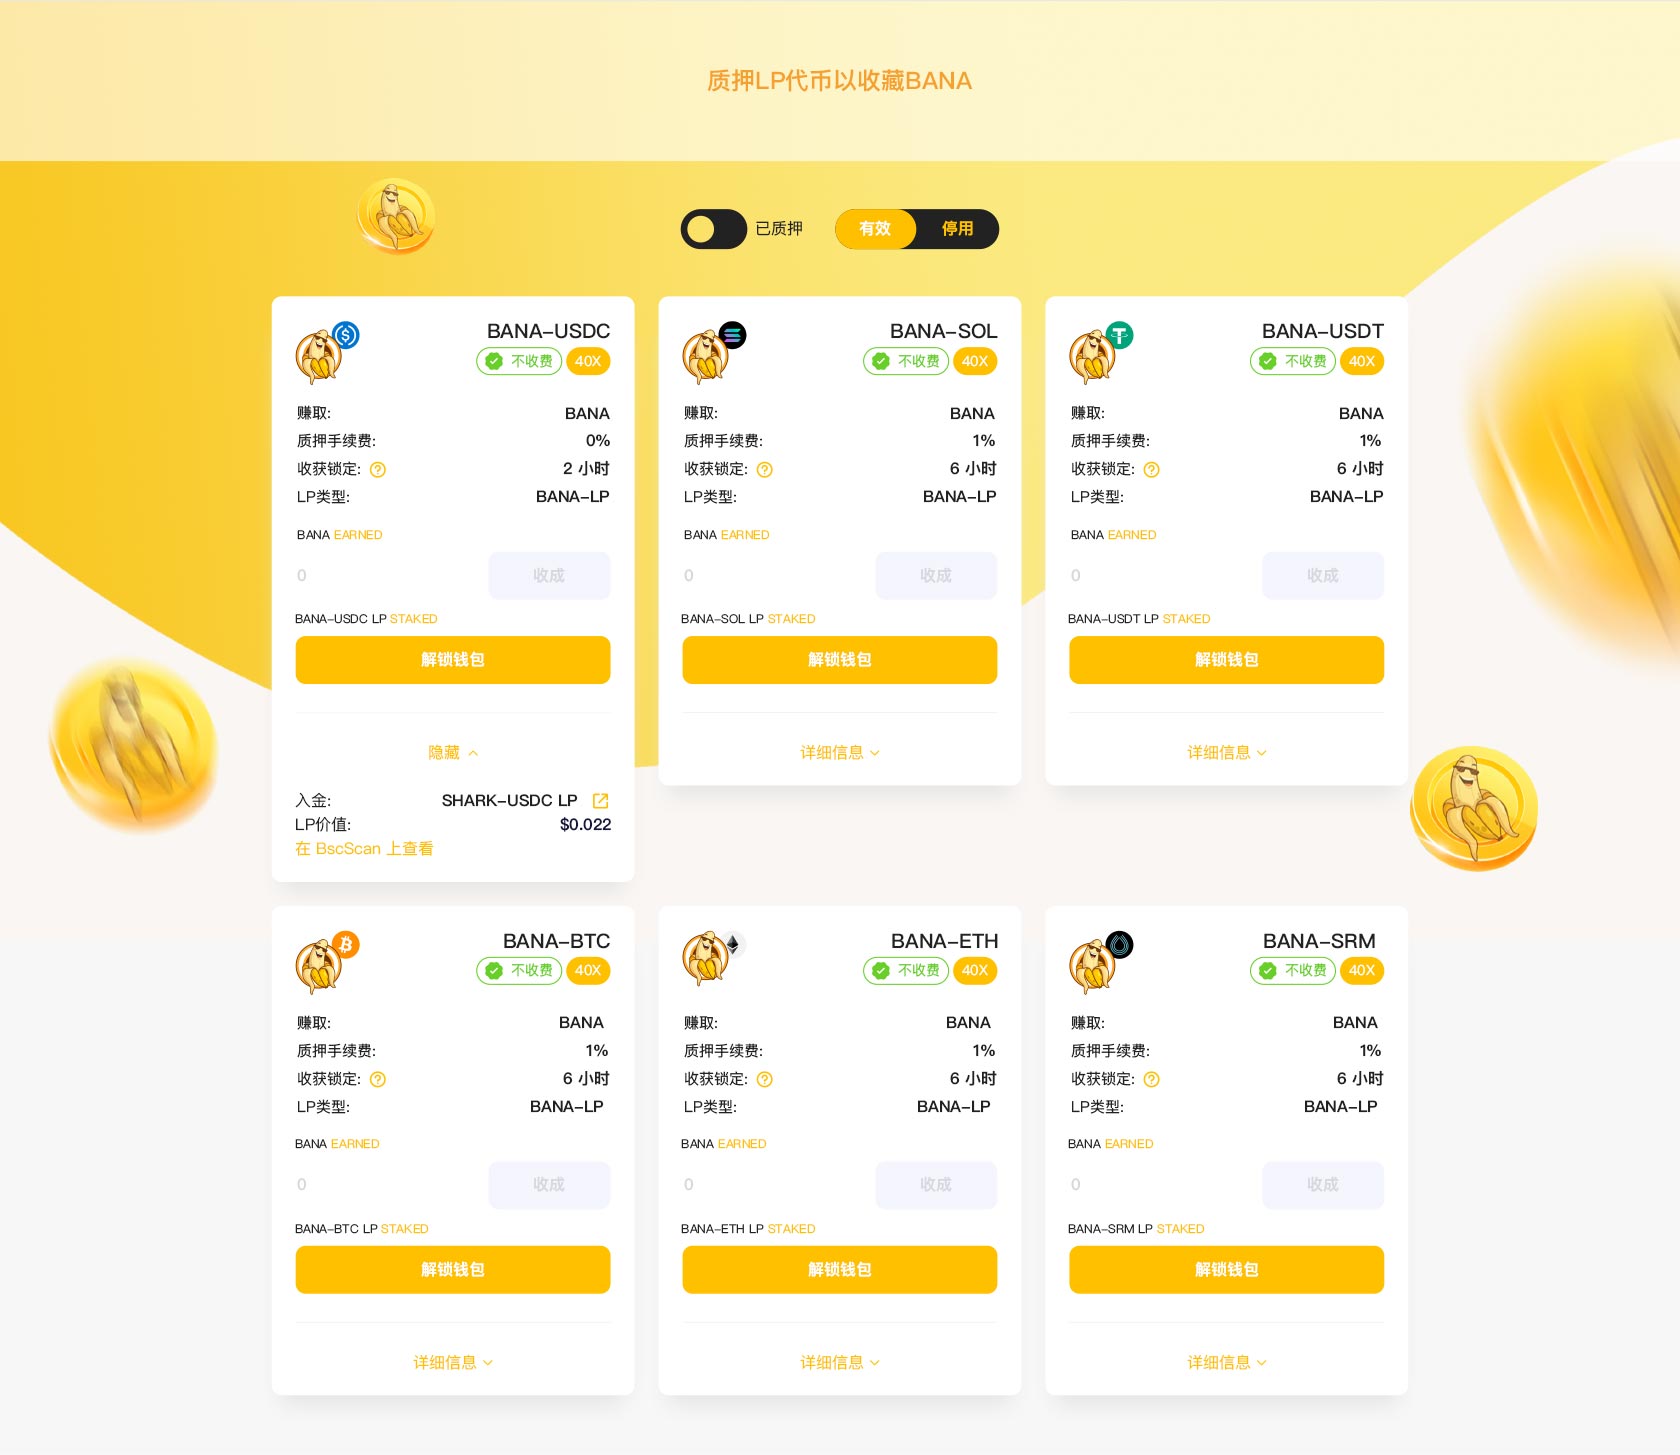 质押LP代币以收藏BANA
已质押 有效 停用
BANA-USDC
不收费 40X
赚取: BANA
质押手续费: 0%
收获锁定: 2 小时
LP类型: BANA-LP
BANA EARNED
0 收成
BANA-USDC LP STAKED
解锁钱包
隐藏
入金: SHARK-USDC LP
LP价值: $0.022
在 BscScan 上查看
BANA-SOL
不收费 40X
赚取: BANA
质押手续费: 1%
收获锁定: 6 小时
LP类型: BANA-LP
BANA EARNED
0 收成
BANA-SOL LP STAKED
解锁钱包
详细信息
BANA-USDT
不收费 40X
赚取: BANA
质押手续费: 1%
收获锁定: 6 小时
LP类型: BANA-LP
BANA EARNED
0 收成
BANA-USDT LP STAKED
解锁钱包
详细信息
BANA-BTC
不收费 40X
赚取: BANA
质押手续费: 1%
收获锁定: 6 小时
LP类型: BANA-LP
BANA EARNED
0 收成
BANA-BTC LP STAKED
解锁钱包
详细信息
BANA-ETH
不收费 40X
赚取: BANA
质押手续费: 1%
收获锁定: 6 小时
LP类型: BANA-LP
BANA EARNED
0 收成
BANA-ETH LP STAKED
解锁钱包
详细信息
BANA-SRM
不收费 40X
赚取: BANA
质押手续费: 1%
收获锁定: 6 小时
LP类型: BANA-LP
BANA EARNED
0 收成
BANA-SRM LP STAKED
解锁钱包
详细信息